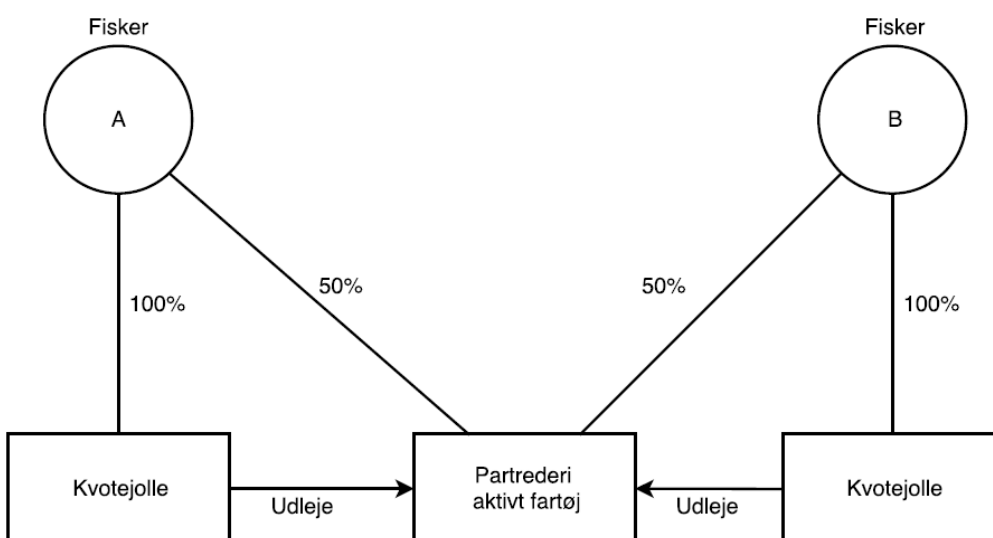 Fisker
Fisker
A
B
100%
50%
50%
100%
Kvotejolle
Udleje
Partrederi
aktivt fartøj
Udleje
Kvotejolle